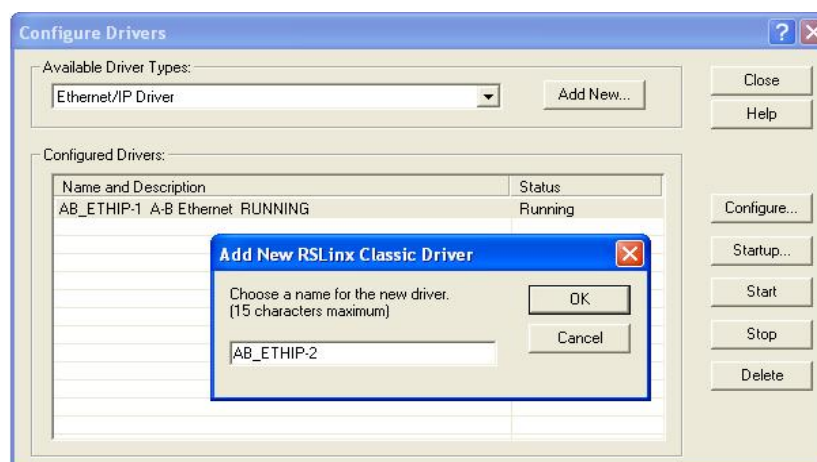 Configure Drivers
Available Driver Types:
Ethernet/IP Driver
Add New...
Close
Help
Configured Drivers:
Name and Description
Status
AB_ETHIP-1 A-B Ethernet RUNNING
Running
Configure...
Startup...
Start
Stop
Delete
Add New RSLinx Classic Driver
Choose a name for the new driver.
(15 characters maximum)
AB_ETHIP-2
OK
Cancel